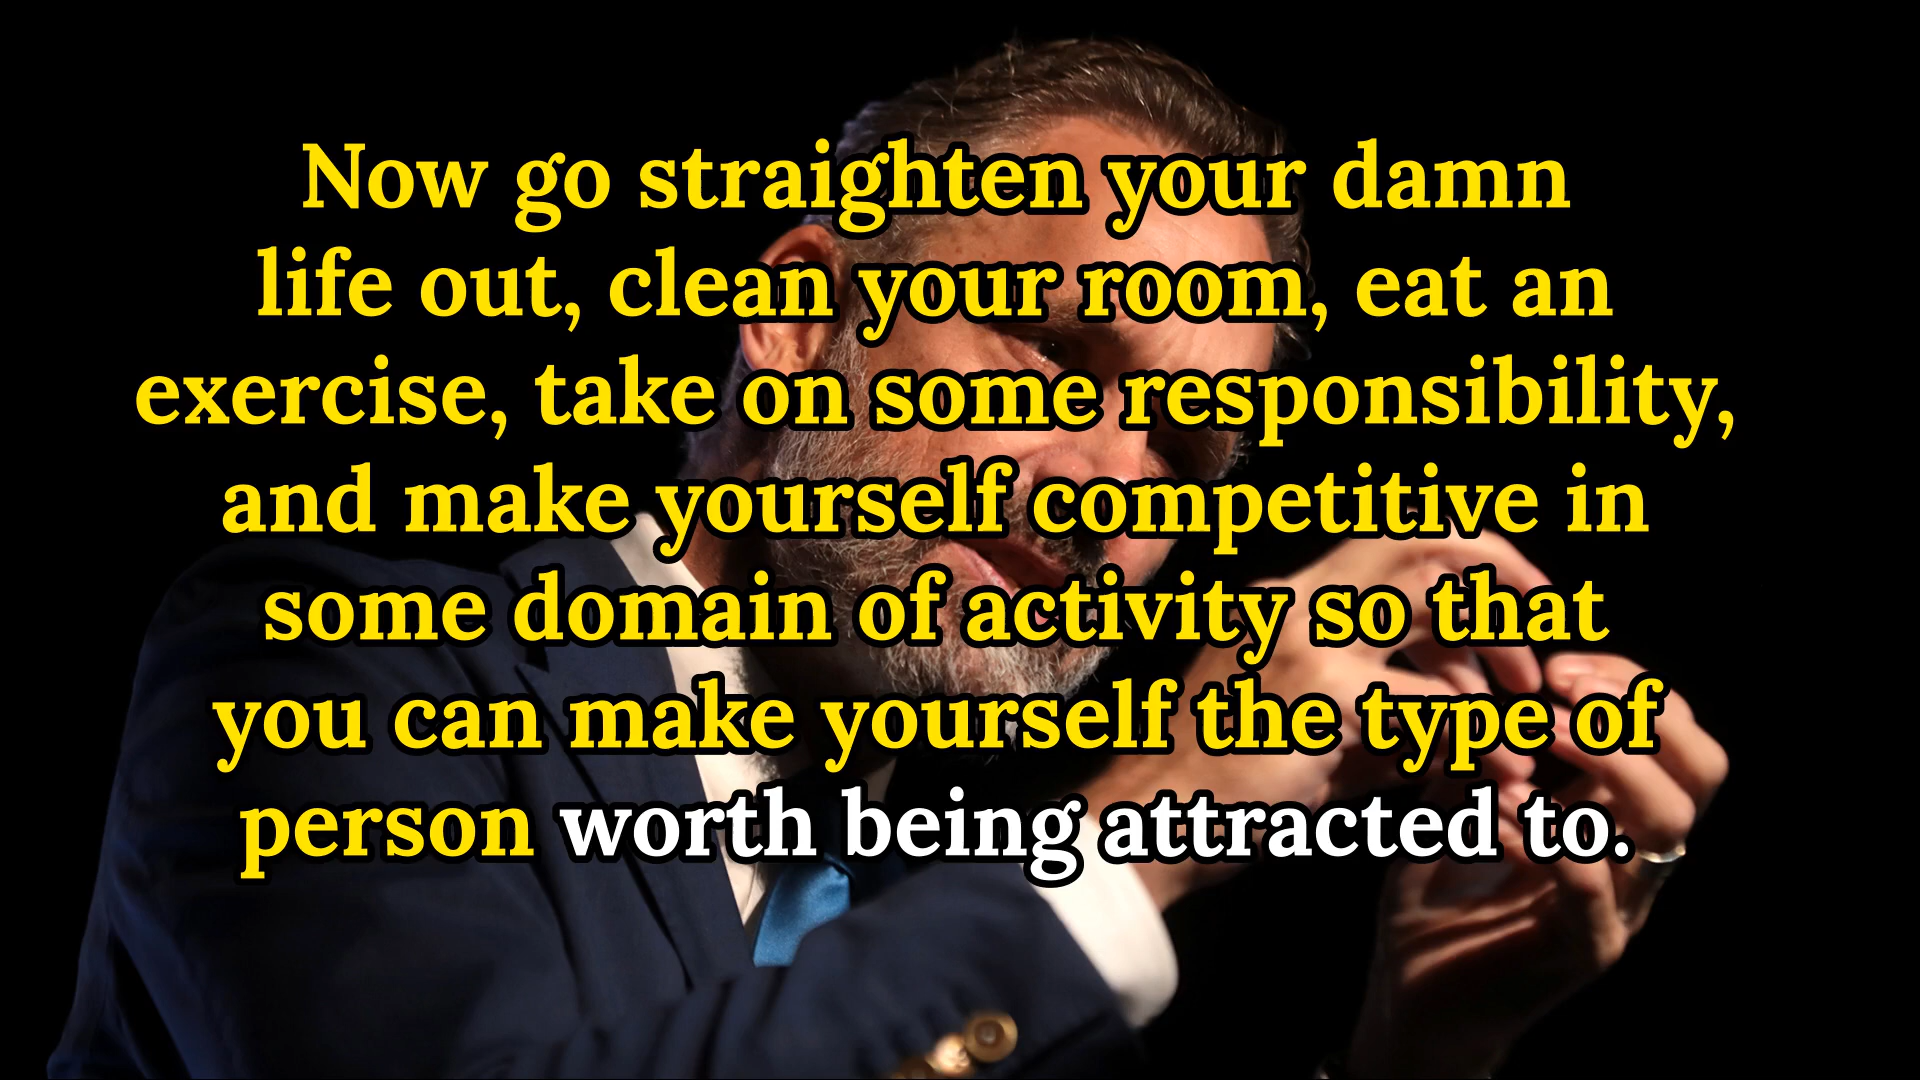 Now go straighten your damn
life out, clean your room, eat an
exercise, take on some responsibility,
and make yourself competitive in
some domain of activity so that
you can make yourself the type of
person worth being attracted to.